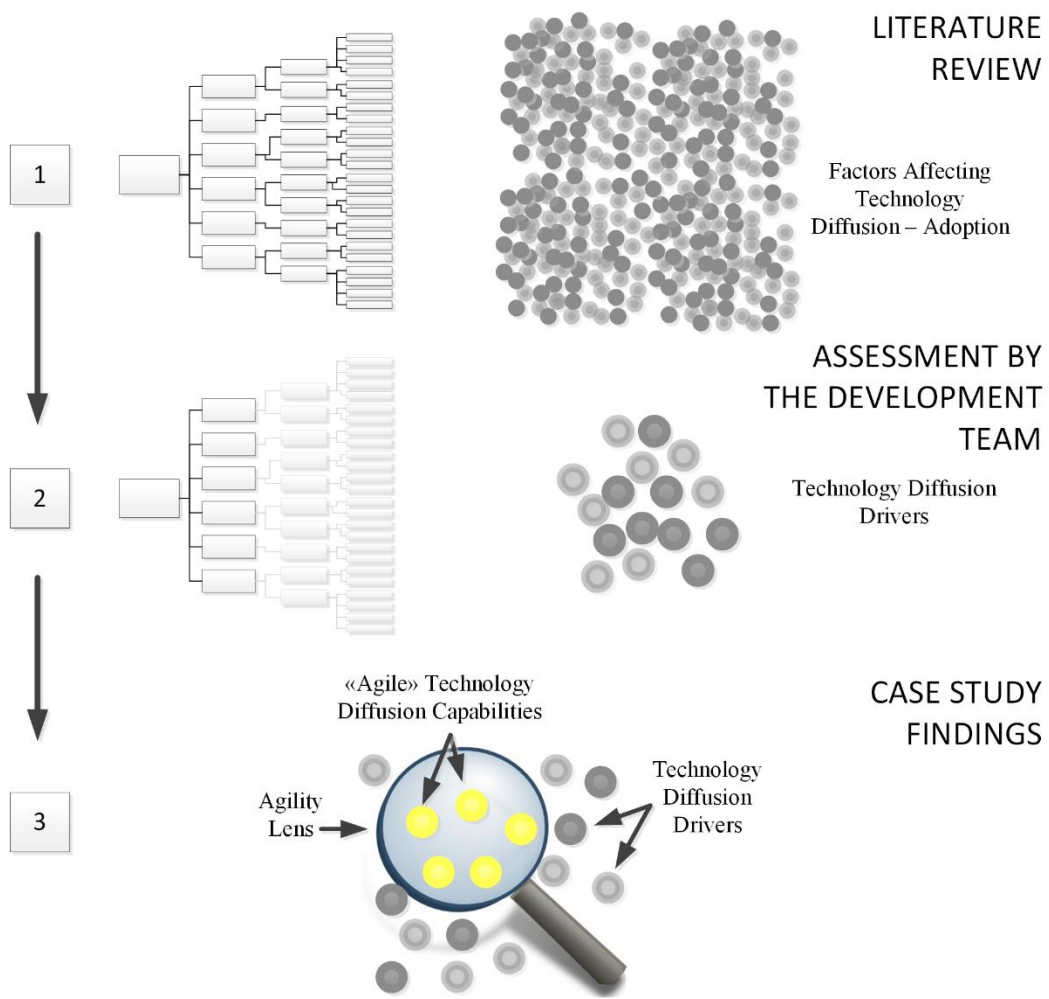 LITERATURE
REVIEW
1
Factors Affecting
Technology
Diffusion – Adoption
ASSESSMENT BY
THE DEVELOPMENT
TEAM
2
Technology Diffusion
Drivers
CASE STUDY
FINDINGS
«Agile» Technology
Diffusion Capabilities
3
Agility
Lens
Technology
Diffusion
Drivers